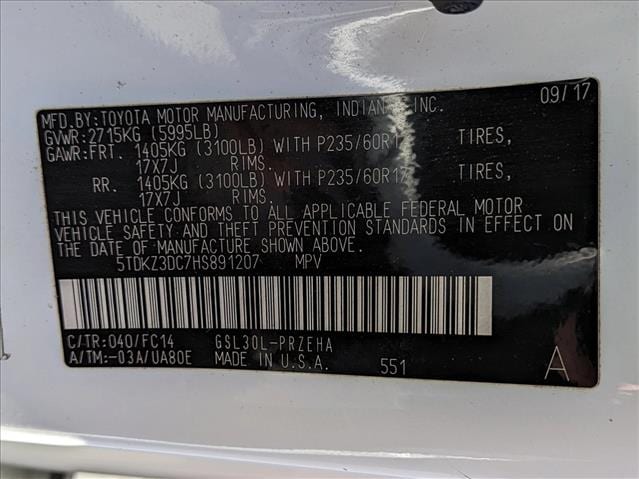 MFD.BY:TOYOTA MOTOR MANUFACTURING, INDIANA, INC. 09/17
GVWR:2715KG (5995LB)
GAWR:FRT. 1405KG (3100LB) WITH P235/60R17 TIRES,
17X7J RIMS.
RR. 1405KG (3100LB) WITH P235/60R17 TIRES,
17X7J RIMS.
THIS VEHICLE CONFORMS TO ALL APPLICABLE FEDERAL MOTOR
VEHICLE SAFETY AND THEFT PREVENTION STANDARDS IN EFFECT ON
THE DATE OF MANUFACTURE SHOWN ABOVE.
5TDKZ3DC7HS891207 MPV
C/TR:040/FC14 GSL30L-PRZEHA
A/TM:-03A/UA80E MADE IN U.S.A. 551 A